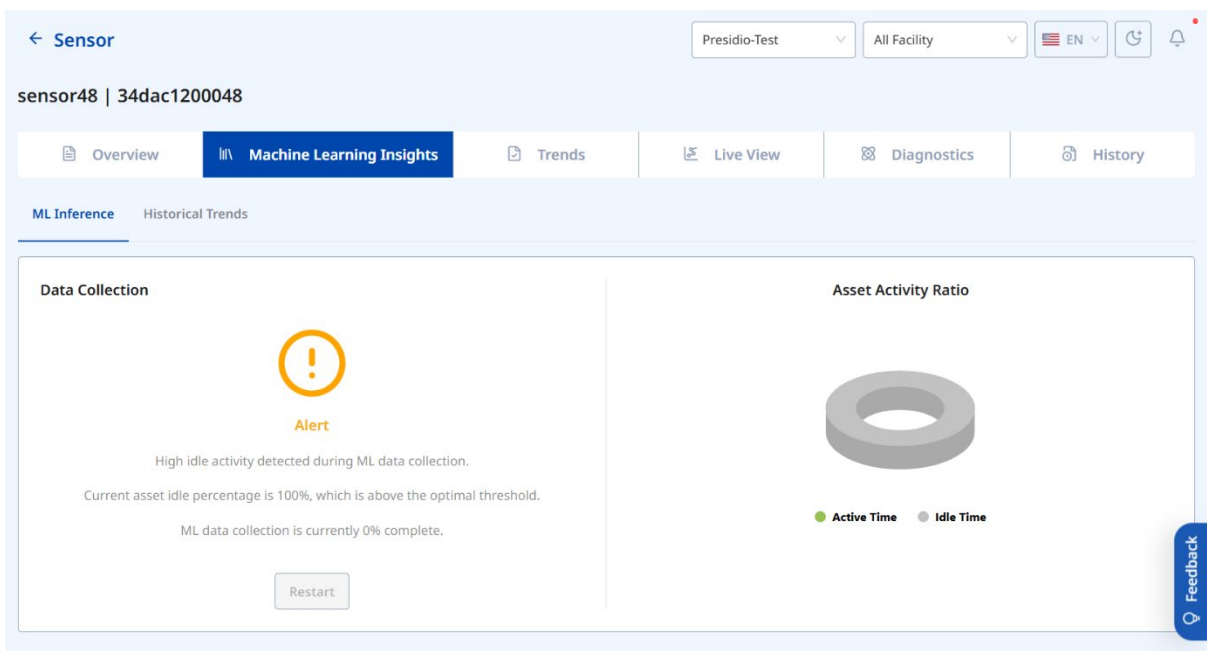 ← Sensor
Presidio-Test
All Facility
EN
sensor48 | 34dac1200048
Overview
Machine Learning Insights
Trends
Live View
Diagnostics
History
ML Inference
Historical Trends
Data Collection
Alert
High idle activity detected during ML data collection.
Current asset idle percentage is 100%, which is above the optimal threshold.
ML data collection is currently 0% complete.
Restart
Asset Activity Ratio
Active Time
Idle Time
Feedback